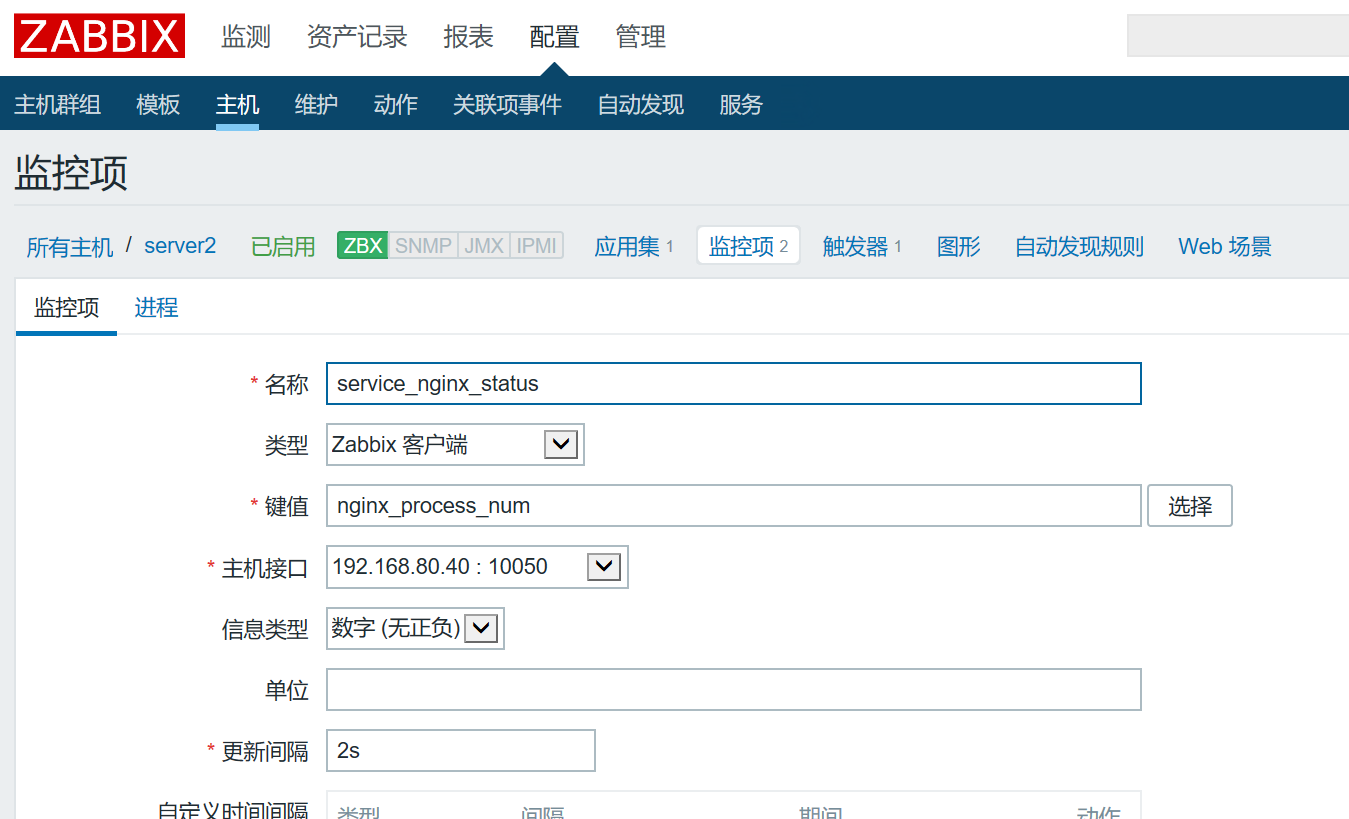 ZABBIX 监测 资产记录 报表 配置 管理
主机群组 模板 主机 维护 动作 关联项事件 自动发现 服务
监控项
所有主机 / server2 已启用 ZBX SNMP JMX IPMI 应用集 1 监控项 2 触发器 1 图形 自动发现规则 Web 场景
监控项 进程
* 名称 service_nginx_status
类型 Zabbix 客户端
* 键值 nginx_process_num 选择
* 主机接口 192.168.80.40 : 10050
信息类型 数字 (无正负)
单位
* 更新间隔 2s
自定义时间间隔 类型 间隔 期间 动作